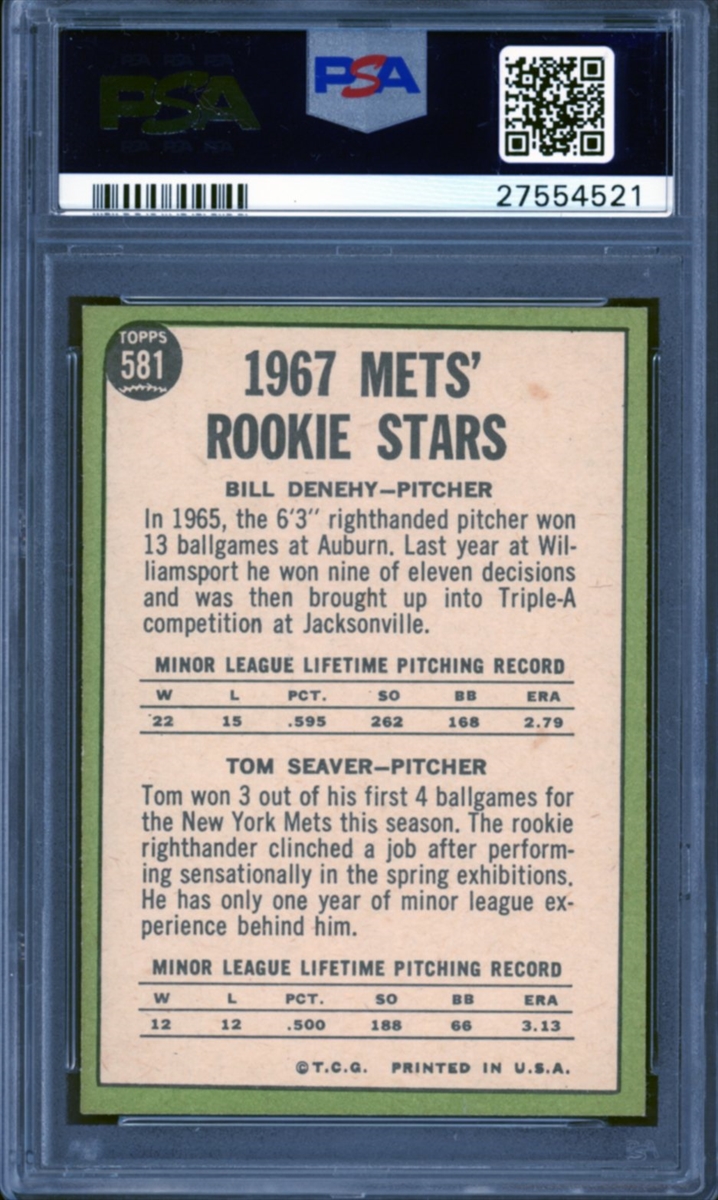 PSA
PSA
27554521
TOPPS
581
1967 METS'
ROOKIE STARS
BILL DENEHY—PITCHER
In 1965, the 6'3" righthanded pitcher won
13 ballgames at Auburn. Last year at Wil-
liamsport he won nine of eleven decisions
and was then brought up into Triple-A
competition at Jacksonville.
MINOR LEAGUE LIFETIME PITCHING RECORD
W L PCT. SO BB ERA
22 15 .595 262 168 2.79
TOM SEAVER—PITCHER
Tom won 3 out of his first 4 ballgames for
the New York Mets this season. The rookie
righthander clinched a job after perform-
ing sensationally in the spring exhibitions.
He has only one year of minor league ex-
perience behind him.
MINOR LEAGUE LIFETIME PITCHING RECORD
W L PCT. SO BB ERA
12 12 .500 188 66 3.13
©T.C.G. PRINTED IN U.S.A.